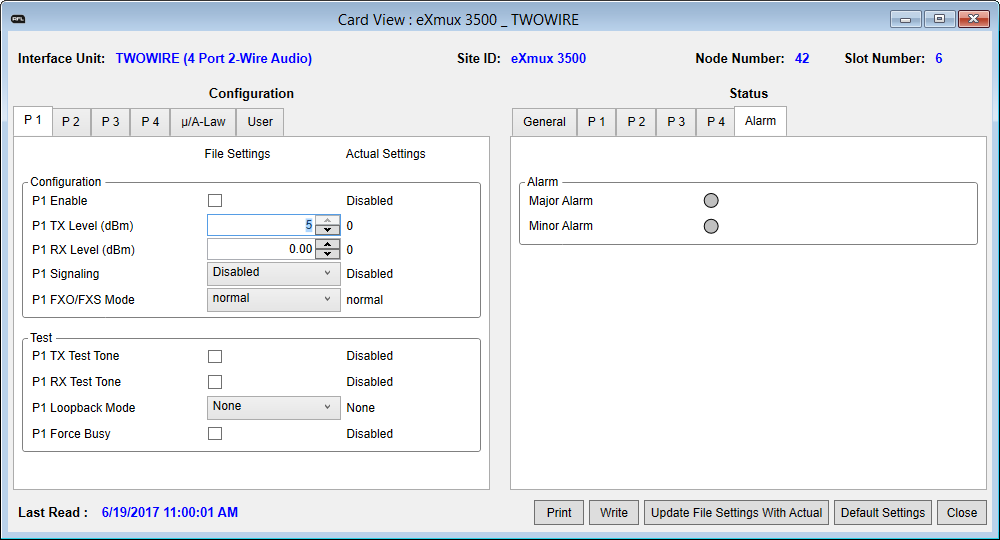 RFL
Card View : eXmux 3500 _ TWOWIRE
Interface Unit: TWOWIRE (4 Port 2-Wire Audio) Site ID: eXmux 3500 Node Number: 42 Slot Number: 6
Configuration
P 1 P 2 P 3 P 4 µ/A-Law User
File Settings Actual Settings
Configuration
P1 Enable Disabled
P1 TX Level (dBm) 5 0
P1 RX Level (dBm) 0.00 0
P1 Signaling Disabled Disabled
P1 FXO/FXS Mode normal normal
Test
P1 TX Test Tone Disabled
P1 RX Test Tone Disabled
P1 Loopback Mode None None
P1 Force Busy Disabled
Status
General P 1 P 2 P 3 P 4 Alarm
Alarm
Major Alarm
Minor Alarm
Last Read : 6/19/2017 11:00:01 AM
Print Write Update File Settings With Actual Default Settings Close